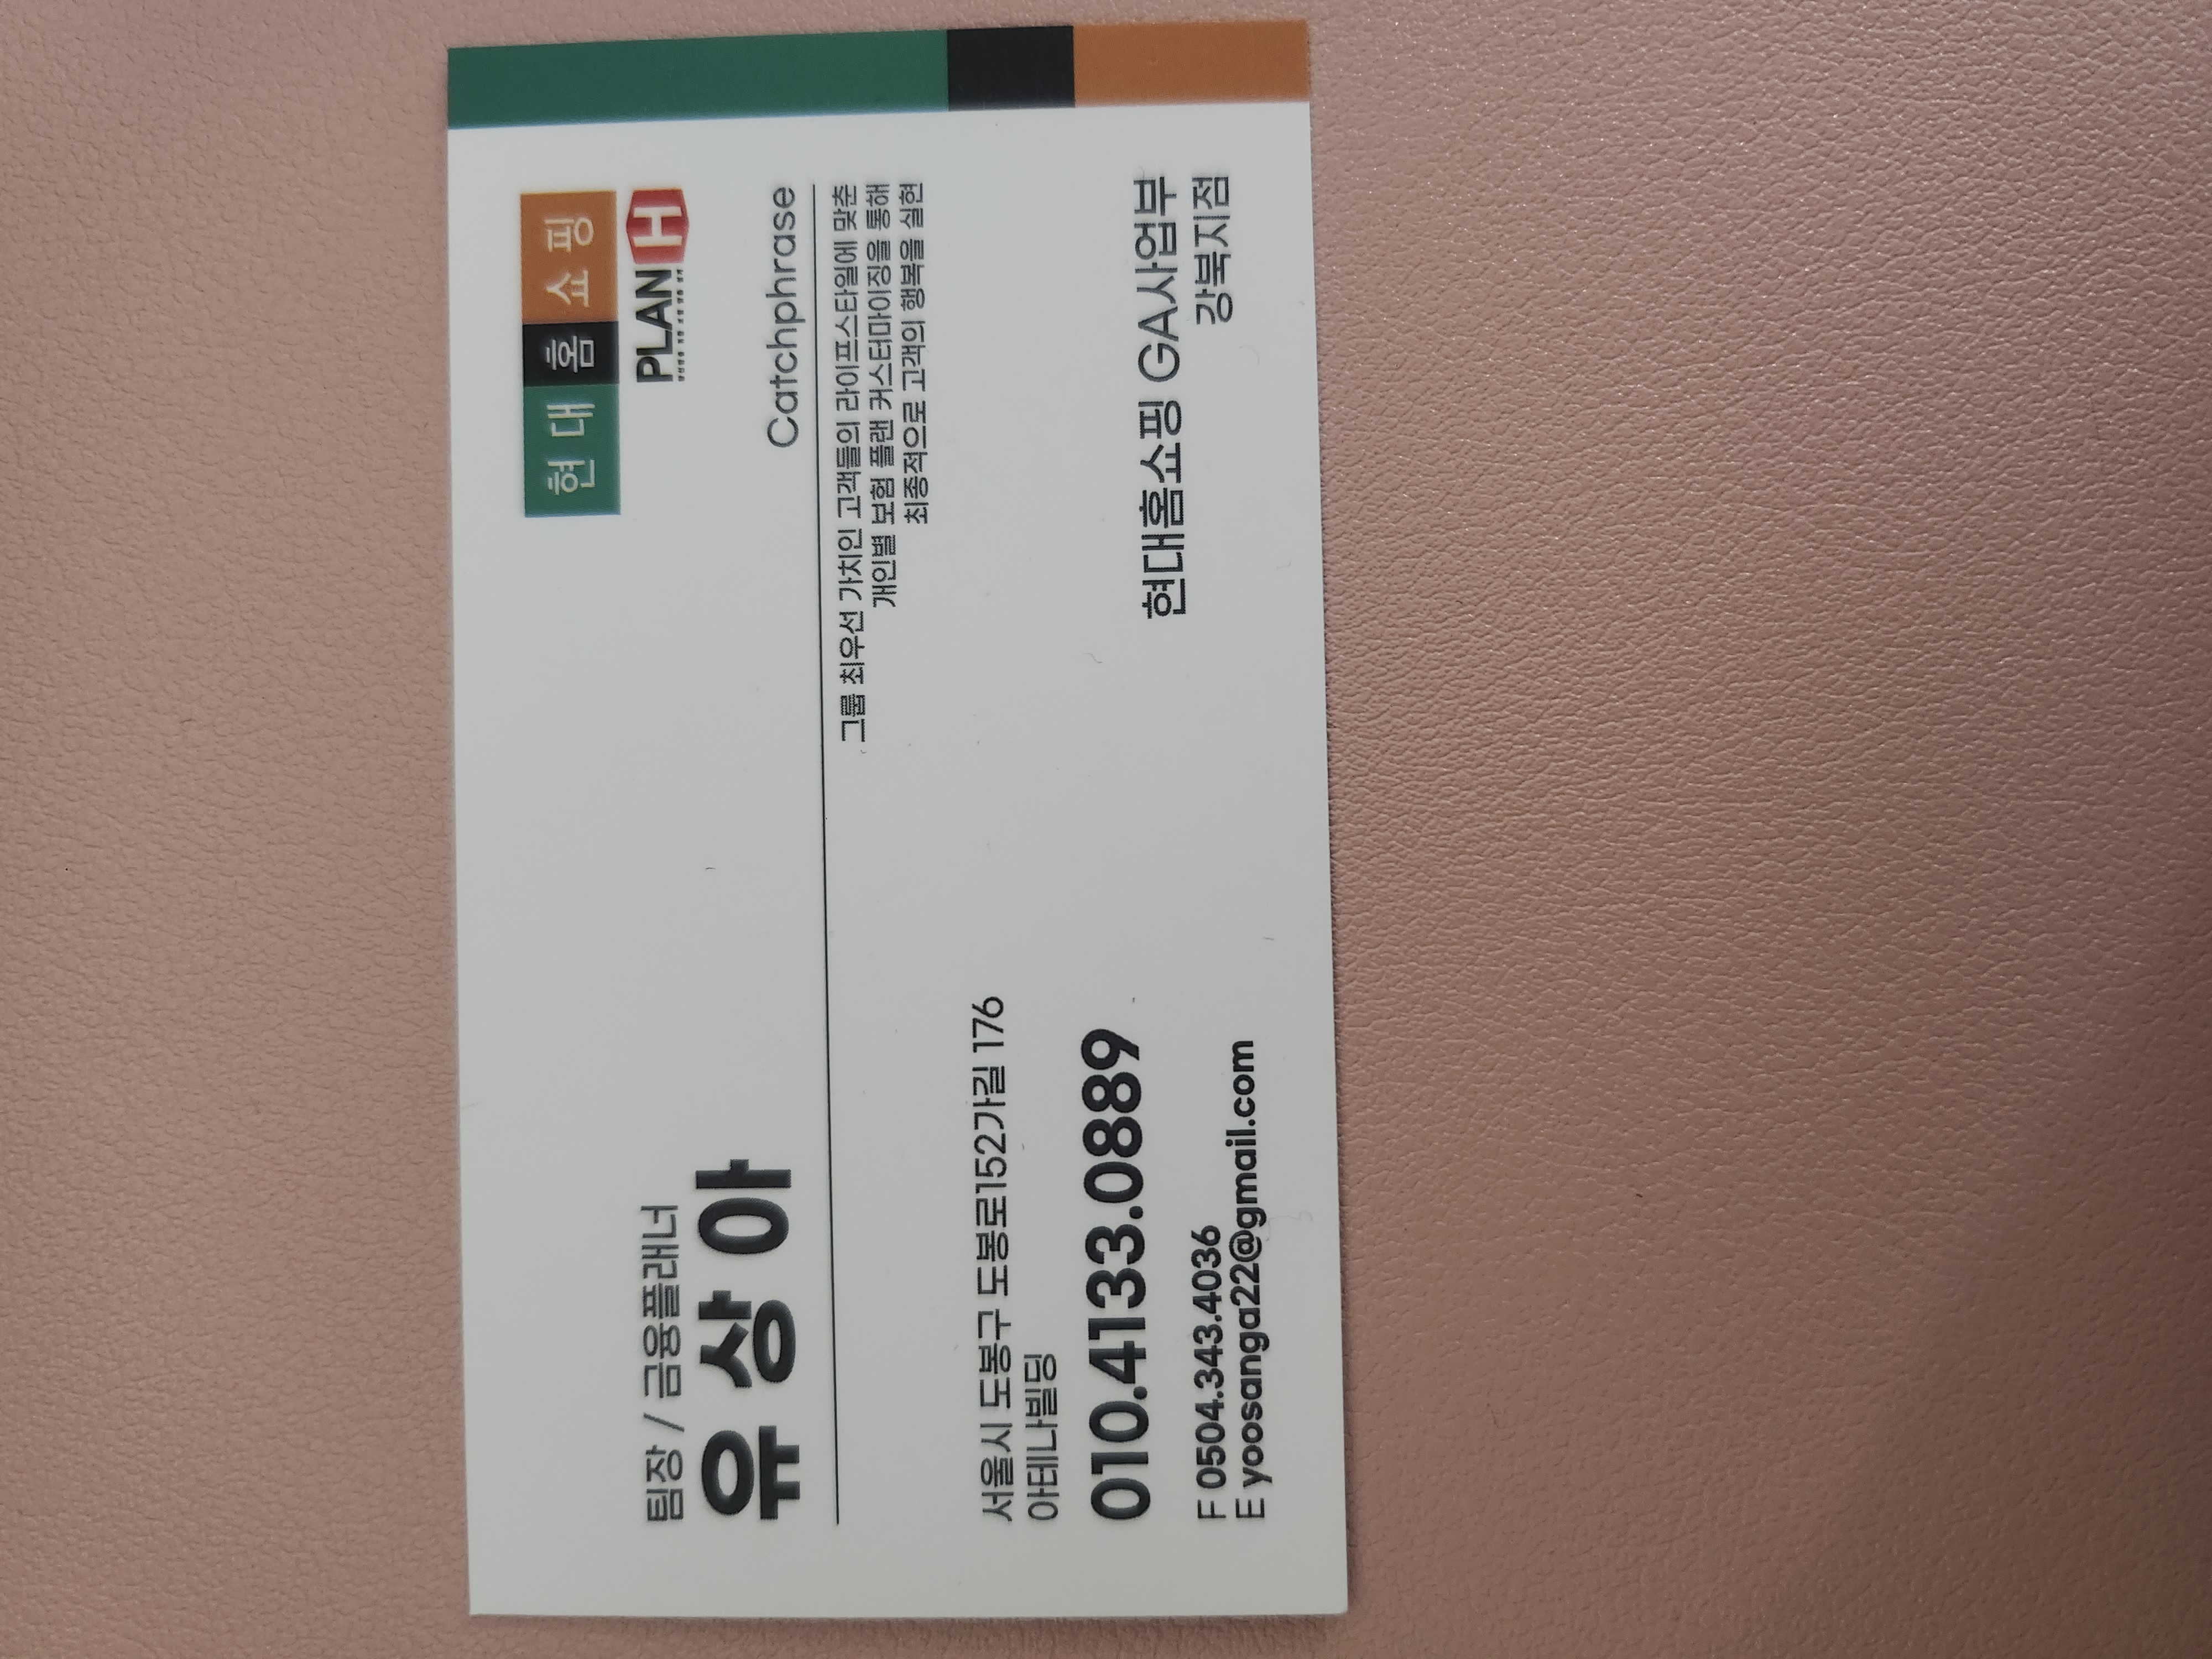 현대홈쇼핑
PLAN H
팀장 / 금융플래너
유 상 아
Catchphrase
그룹 최우선 가치인 고객들의 라이프스타일에 맞춘
개인별 보험 플랜 커스터마이징을 통해
최종적으로 고객의 행복을 실현
서울시 도봉구 도봉로152가길 176
아테나빌딩
010.4133.0889
F 0504.343.4036
E yoosanga22@gmail.com
현대홈쇼핑 GA사업부
강북지점